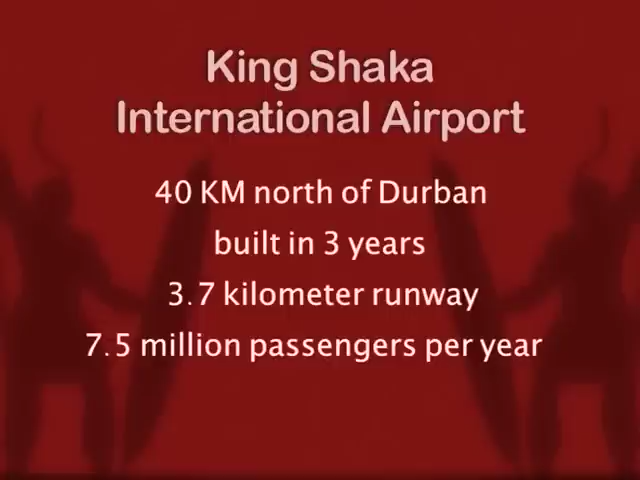 King Shaka
International Airport
40 KM north of Durban
built in 3 years
3.7 kilometer runway
7.5 million passengers per year